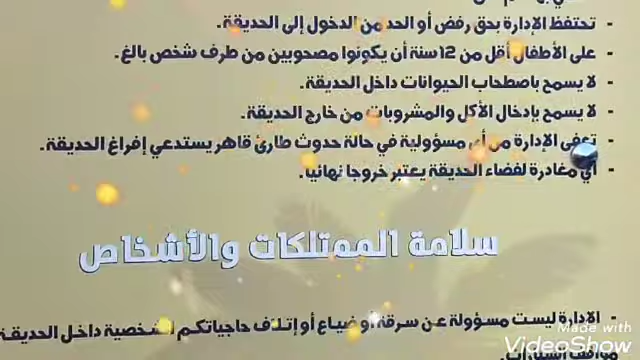 - تحتفظ الإدارة بحق رفض أو الحد من الدخول إلى الحديقة.
- على الأطفال أقل من 12 سنة أن يكونوا مصحوبين من طرف شخص بالغ.
- لا يسمح باصطحاب الحيوانات داخل الحديقة.
- لا يسمح بإدخال الأكل والمشروبات من خارج الحديقة.
- تعفى الإدارة من أي مسؤولية في حالة حدوث طارئ قاهر يستدعي إفراغ الحديقة.
- أي مغادرة لفضاء الحديقة يعتبر خروجا نهائيا.
سلامة الممتلكات والأشخاص
- الإدارة ليست مسؤولة عن سرقة أو ضياع أو إتلاف حاجياتكم الشخصية داخل الحديقة
Made with
VideoShow